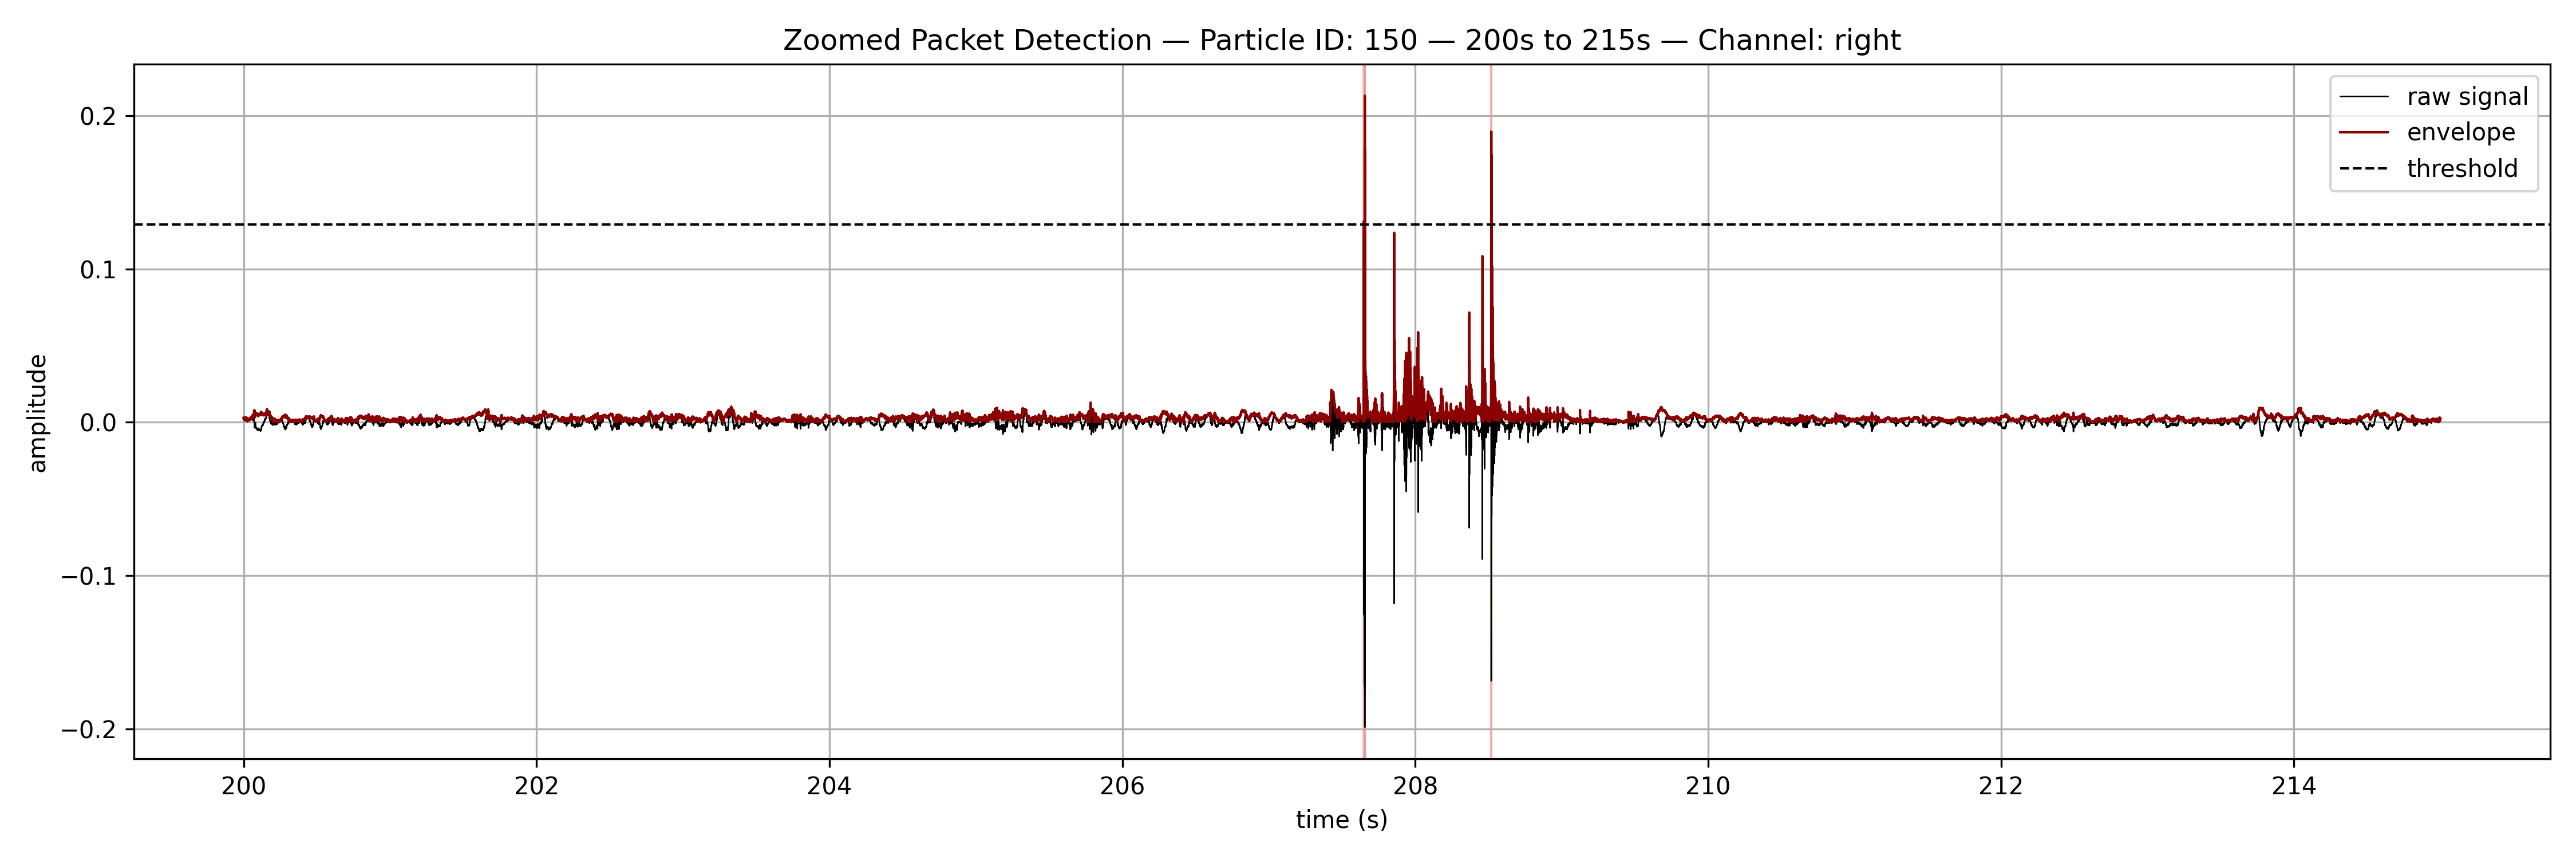 Zoomed Packet Detection — Particle ID: 150 — 200s to 215s — Channel: right
raw signal
envelope
threshold
amplitude
0.2
0.1
0.0
−0.1
−0.2
200 202 204 206 208 210 212 214
time (s)